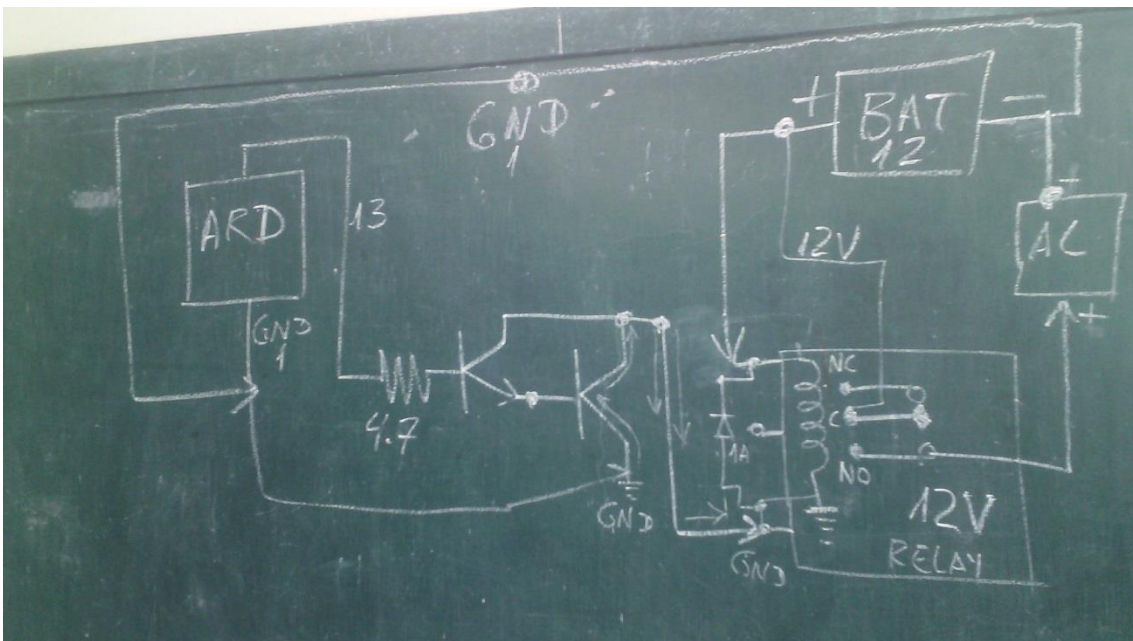 GND
1
+ BAT -
12
ARD
13
12V
-
AC
+
GND
1
4.7
NC
C
1A
NO
GND
GND
12V
RELAY